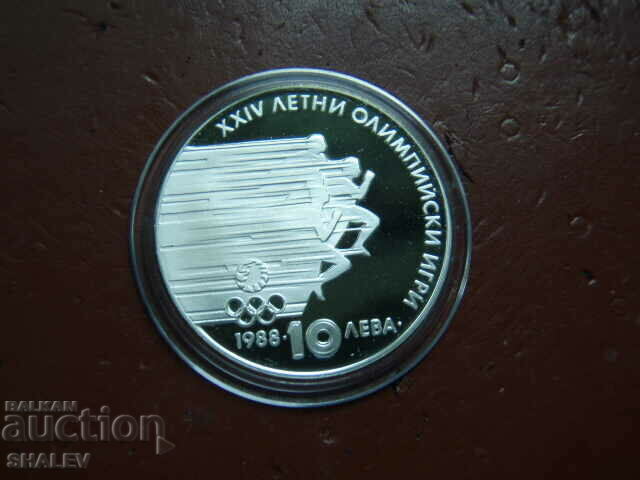 XXIV ЛЕТНИ ОЛИМПИЙСКИ ИГРИ
1988·10 ЛЕВА·
BALKAN
auction
SHALEV